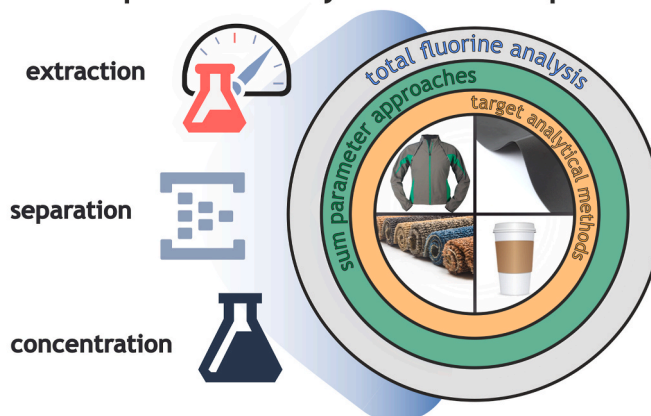 extraction
separation
concentration
total fluorine analysis
sum parameter approaches
target analytical methods